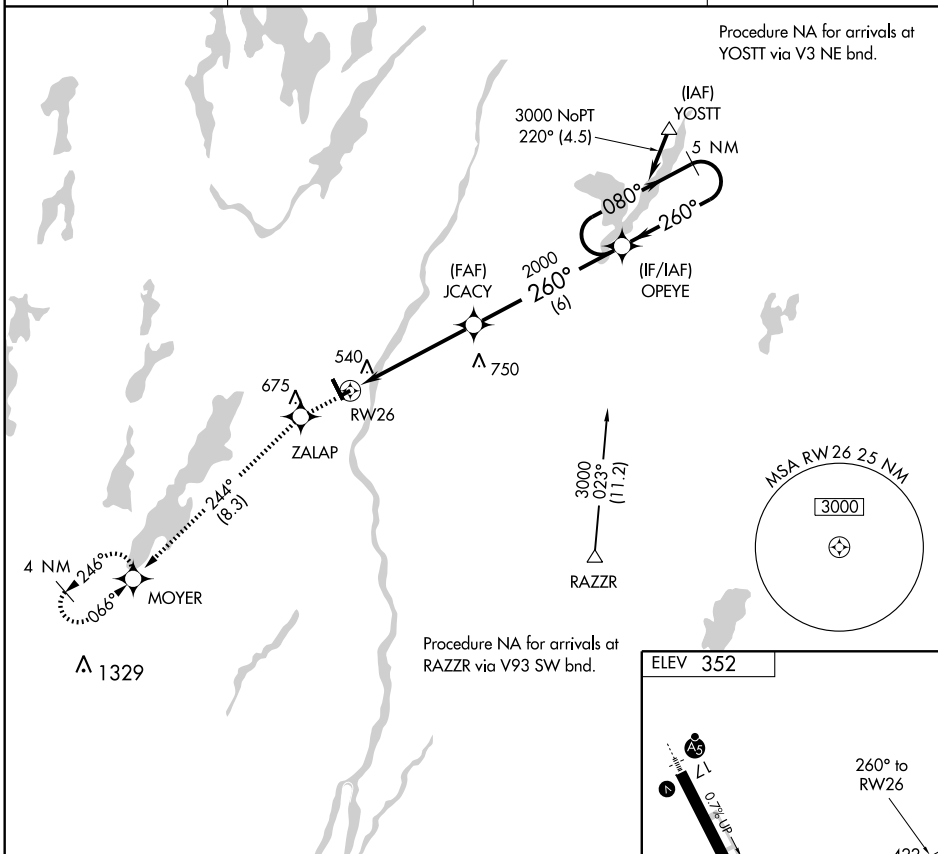 Procedure NA for arrivals at
YOSTT via V3 NE bnd.
(IAF)
YOSTT
3000 NoPT
220° (4.5)
5 NM
080°
260°
(IF/IAF)
OPEYE
2000
260°
(6)
(FAF)
JCACY
750
540
RW26
675
ZALAP
244°
(8.3)
4 NM
246°
066°
MOYER
1329
3000
023°
(11.2)
RAZZR
MSA RW 26 25 NM
3000
Procedure NA for arrivals at
RAZZR via V93 SW bnd.
ELEV 352
A5
17
0.7% UP
260° to
RW26